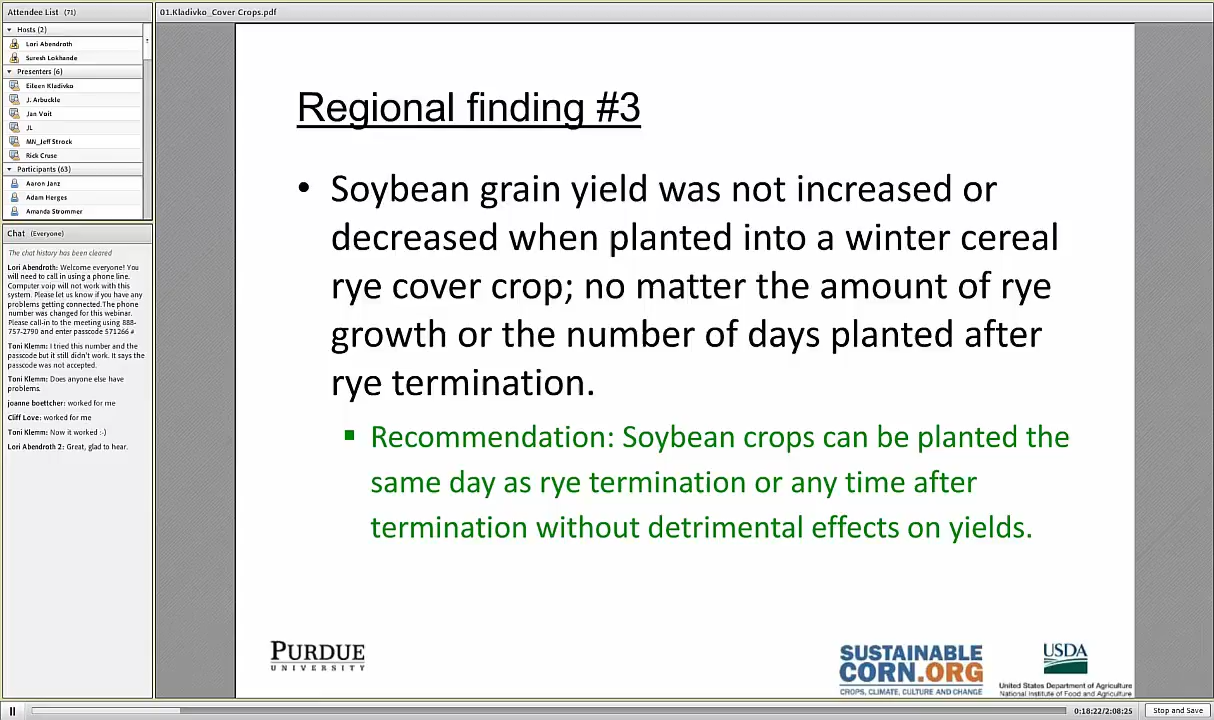 Attendee List (71)
Hosts (2)
Lori Abendroth
Suresh Lokhande
Presenters (6)
Eileen Kladivko
J. Arbuckle
Jan Voit
JL
MN_Jeff Strock
Rick Cruse
Participants (63)
Aaron Janz
Adam Herges
Amanda Strommer
Chat (Everyone)
The chat history has been cleared
Lori Abendroth: Welcome everyone! You
will need to call in using a phone line.
Computer voip will not work with this
system. Please let us know if you have any
problems getting connected.The phone
number was changed for this webinar.
Please call-in to the meeting using 888-
757-2790 and enter passcode 571266 #
Toni Klemm: I tried this number and the
passcode but it still didn't work. It says the
passcode was not accepted.
Toni Klemm: Does anyone else have
problems.
joanne boettcher: worked for me
Cliff Love: worked for me
Toni Klemm: Now it worked :-)
Lori Abendroth 2: Great, glad to hear.
01.Kladivko_Cover Crops.pdf
Regional finding #3
• Soybean grain yield was not increased or
decreased when planted into a winter cereal
rye cover crop; no matter the amount of rye
growth or the number of days planted after
rye termination.
▪ Recommendation: Soybean crops can be planted the
same day as rye termination or any time after
termination without detrimental effects on yields.
PURDUE
UNIVERSITY
SUSTAINABLE
CORN.ORG
CROPS, CLIMATE, CULTURE AND CHANGE
USDA
United States Department of Agriculture
National Institute of Food and Agriculture
0:18:22/2:08:25
Stop and Save